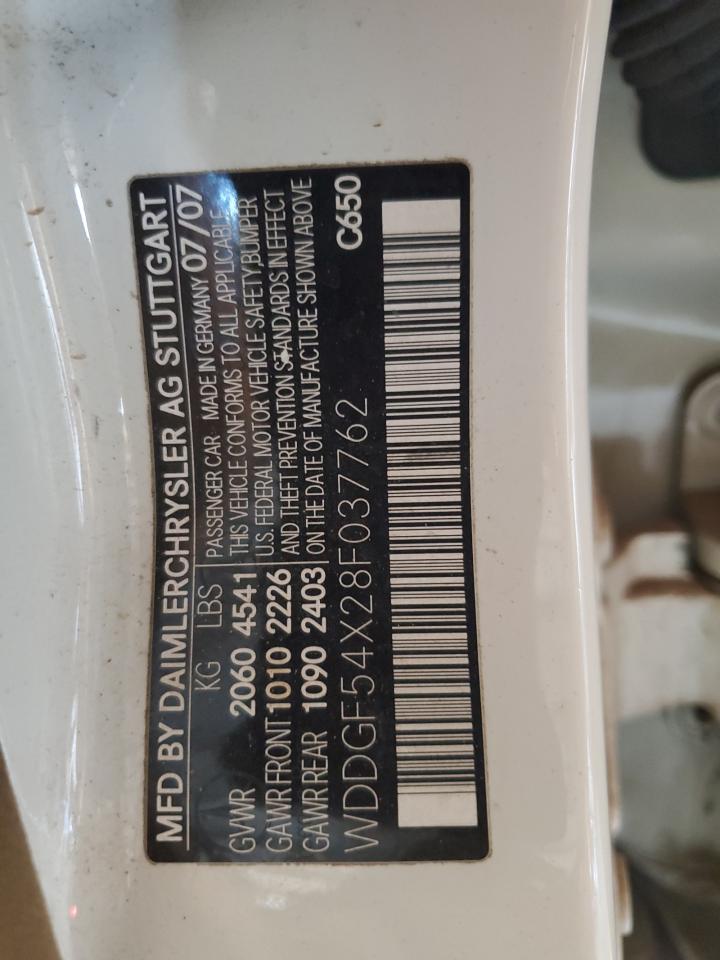 MFD BY DAIMLERCHRYSLER AG STUTTGART
KG LBS
GVWR 2060 4541
GAWR FRONT 1010 2226
GAWR REAR 1090 2403
PASSENGER CAR MADE IN GERMANY 07/07
THIS VEHICLE CONFORMS TO ALL APPLICABLE
U.S. FEDERAL MOTOR VEHICLE SAFETY,BUMPER
AND THEFT PREVENTION STANDARDS IN EFFECT
ON THE DATE OF MANUFACTURE SHOWN ABOVE
WDDGF54X28F037762 C650